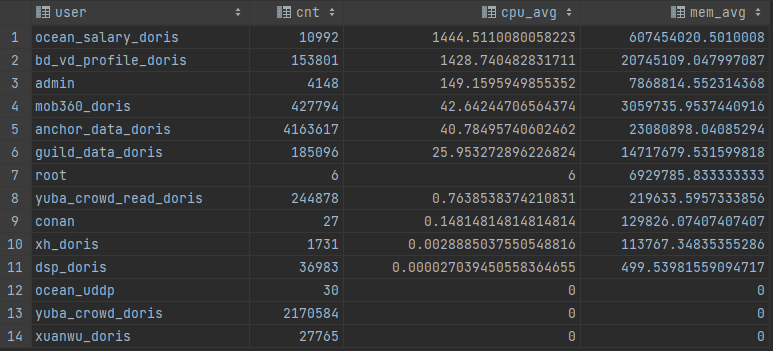 user cnt cpu_avg mem_avg
1 ocean_salary_doris 10992 1444.5110080058223 607454020.5010008
2 bd_vd_profile_doris 153801 1428.740482831711 20745109.047997087
3 admin 4148 149.1595949855352 7868814.552314368
4 mob360_doris 427794 42.64244706564374 3059735.9537440916
5 anchor_data_doris 4163617 40.78495740602462 23080898.04085294
6 guild_data_doris 185096 25.953272896226824 14717679.531599818
7 root 6 6 6929785.833333333
8 yuba_crowd_read_doris 244878 0.7638538374210831 219633.5957333856
9 conan 27 0.14814814814814814 129826.07407407407
10 xh_doris 1731 0.0028885037550548816 113767.34835355286
11 dsp_doris 36983 0.000027039450558364655 499.53981559094717
12 ocean_uddp 30 0 0
13 yuba_crowd_doris 2170584 0 0
14 xuanwu_doris 27765 0 0